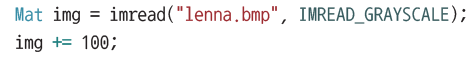 Mat img = imread("lenna.bmp", IMREAD_GRAYSCALE);
img += 100;